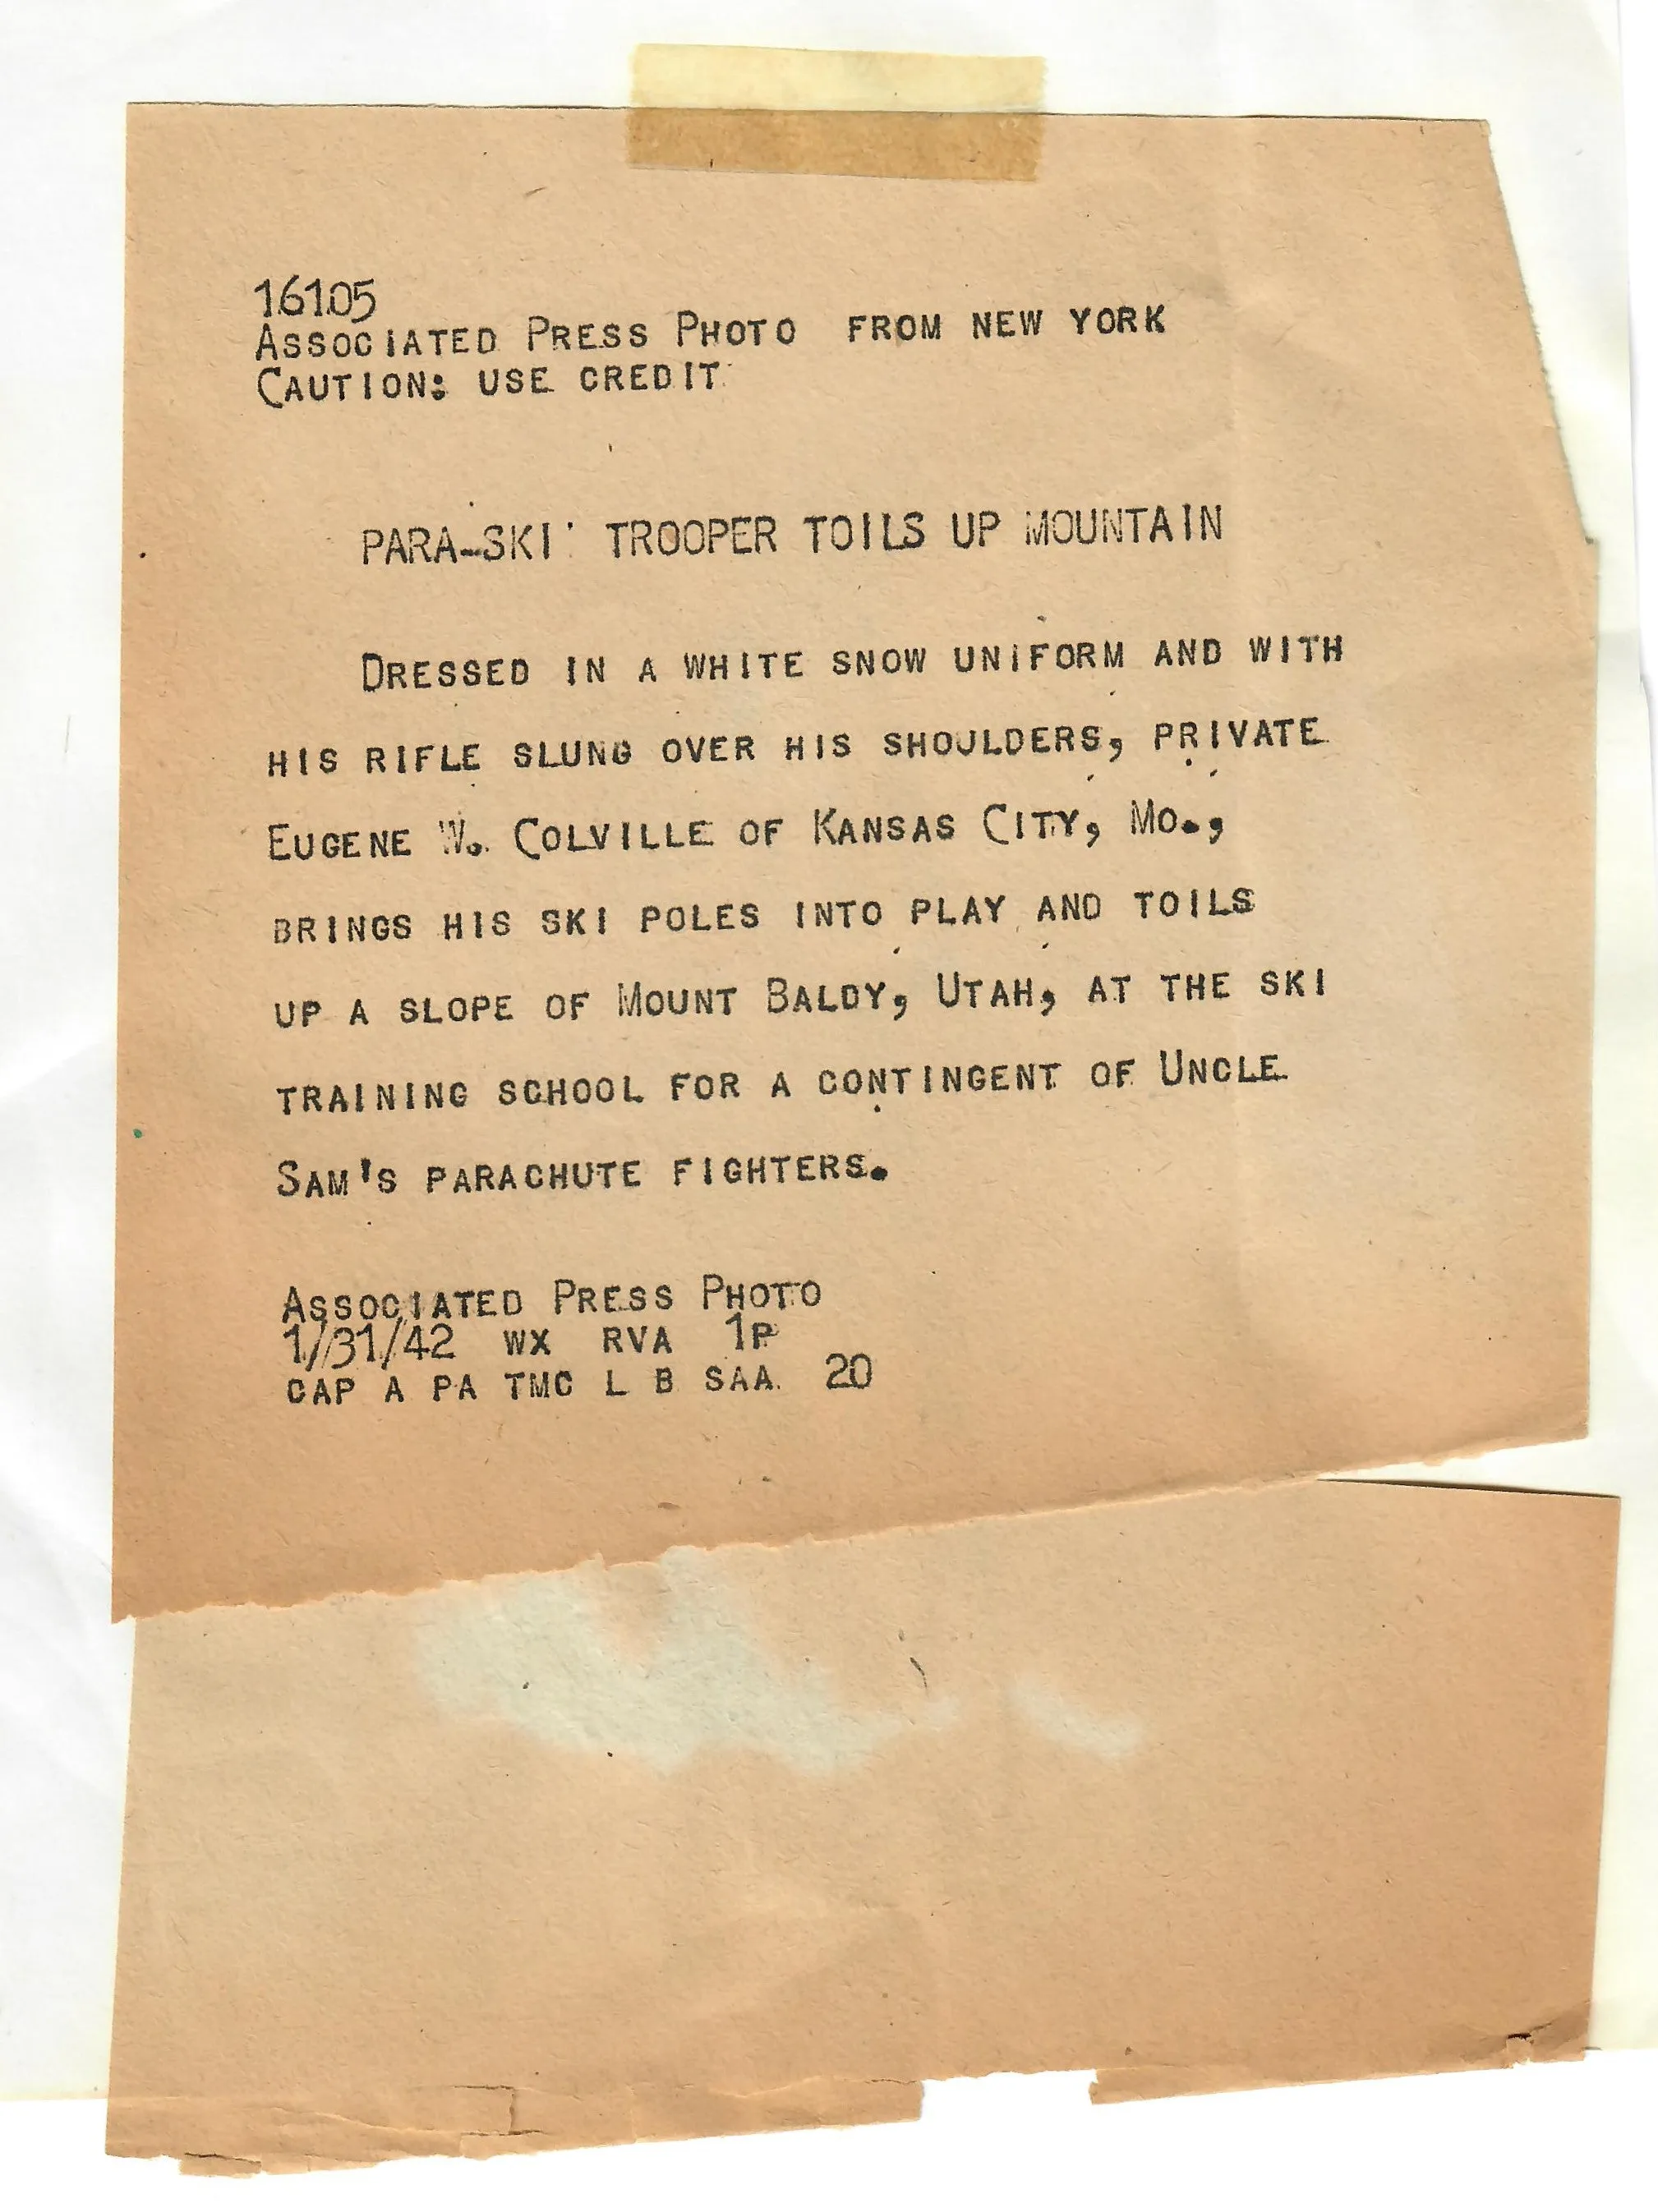 16105
ASSOCIATED PRESS PHOTO FROM NEW YORK
CAUTION: USE CREDIT
PARA-SKI' TROOPER TOILS UP MOUNTAIN
DRESSED IN A WHITE SNOW UNIFORM AND WITH
HIS RIFLE SLUNG OVER HIS SHOULDERS, PRIVATE
EUGENE W. COLVILLE OF KANSAS CITY, MO.,
BRINGS HIS SKI POLES INTO PLAY AND TOILS
UP A SLOPE OF MOUNT BALDY, UTAH, AT THE SKI
TRAINING SCHOOL FOR A CONTINGENT OF UNCLE
SAM'S PARACHUTE FIGHTERS.
ASSOCIATED PRESS PHOTO
1/31/42 WX RVA 1P
CAP A PA TMC L B SAA 20